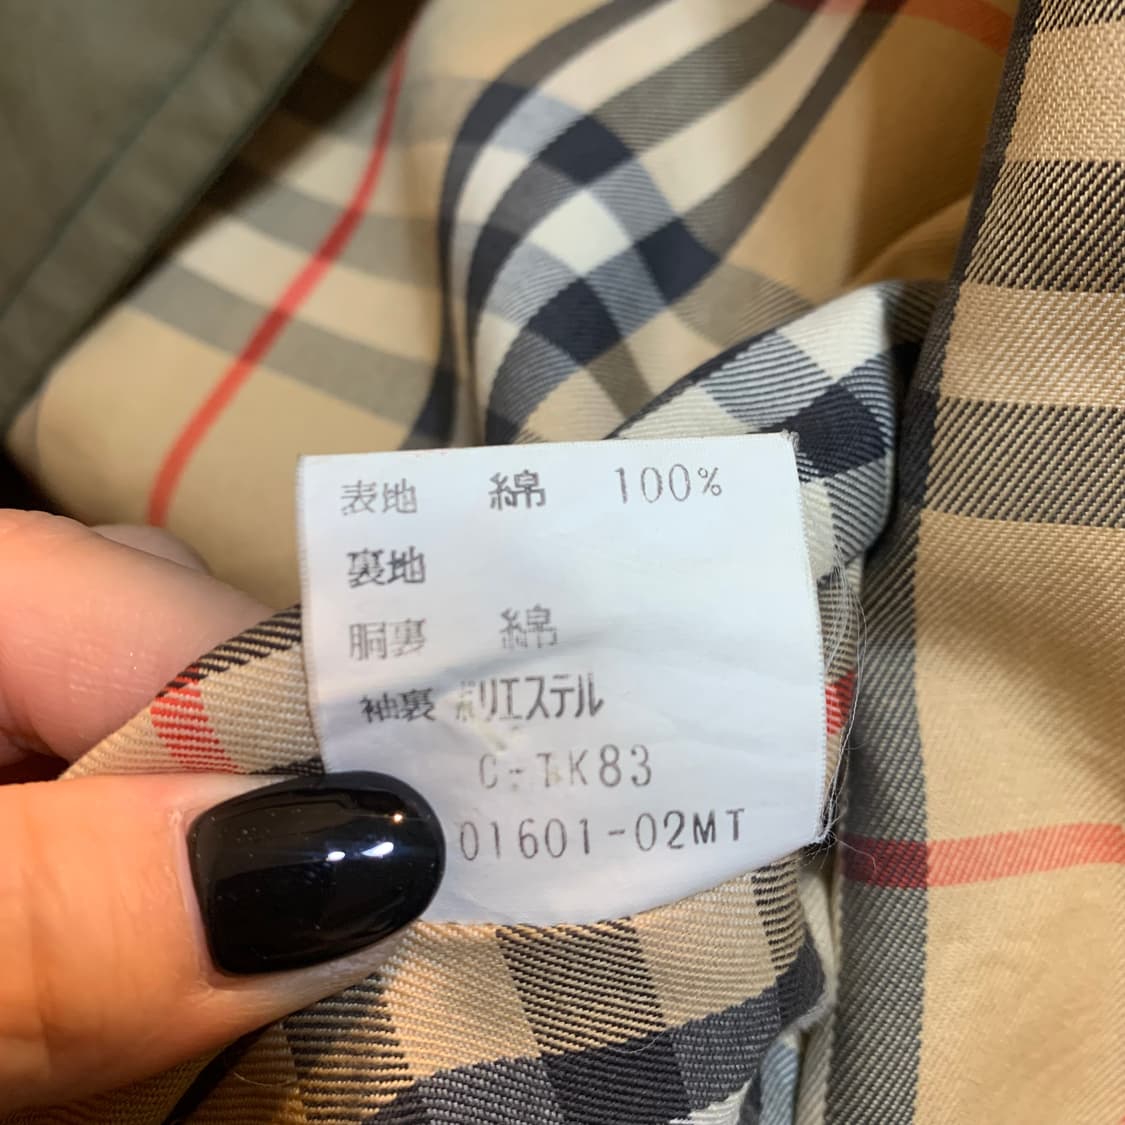 表地 綿 100%
裏地
胴裏 綿
袖裏 ポリエステル
C-TK83
01601-02MT